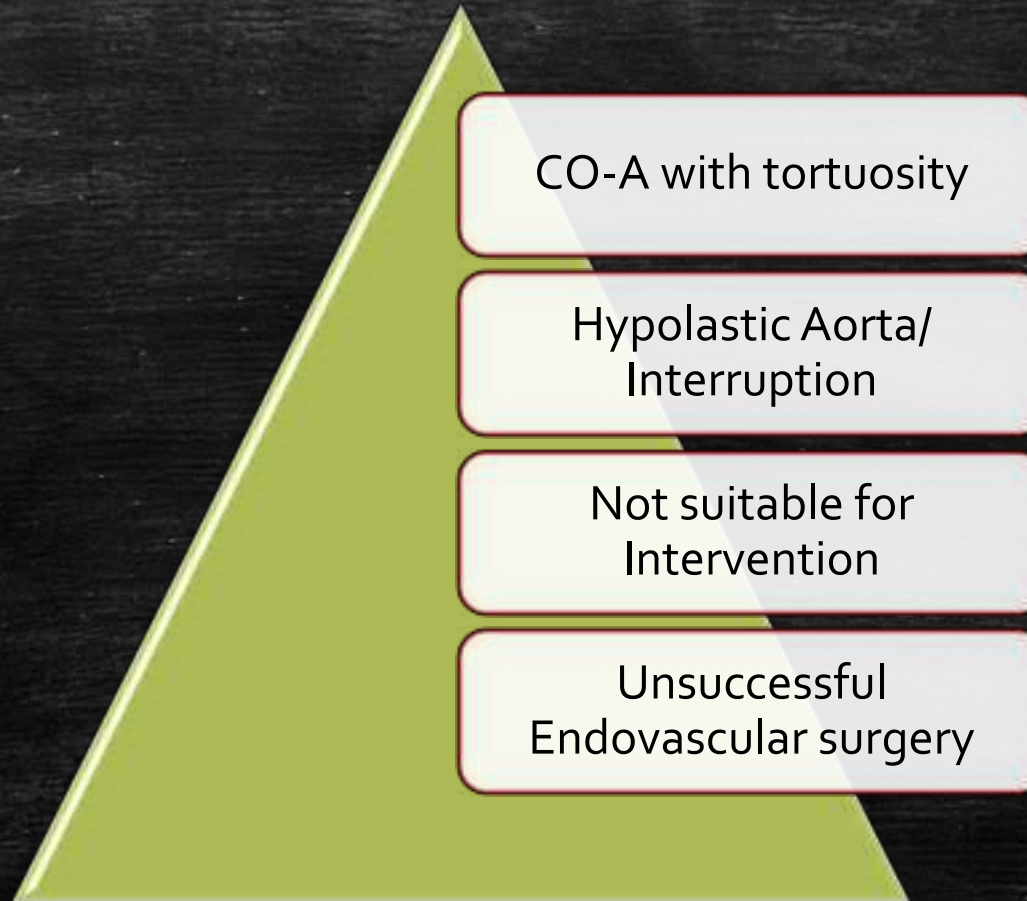 CO-A with tortuosity
Hypolastic Aorta/
Interruption
Not suitable for
Intervention
Unsuccessful
Endovascular surgery